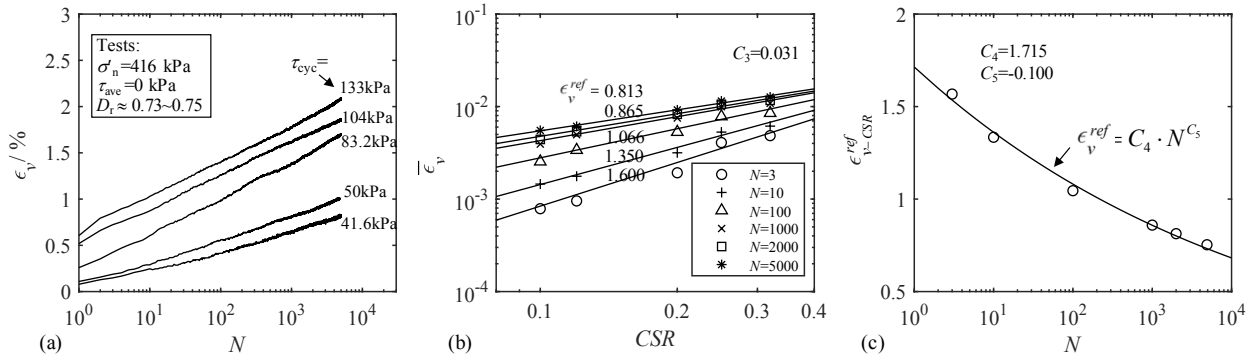 3
2.5
2
1.5
1
0.5
0
ϵv/ %
10^0
10^1
10^2
10^3
10^4
N
(a)
Tests:
σ'n=416 kPa
τave=0 kPa
Dr≈ 0.73~0.75
τcyc=
133kPa
104kPa
83.2kPa
50kPa
41.6kPa
10^-1
10^-2
10^-3
10^-4
ϵ̅v
0.1
0.2
0.3
0.4
CSR
(b)
C3=0.031
ϵv^ref = 0.813
0.865
1.066
1.350
1.600
N=3
N=10
N=100
N=1000
N=2000
N=5000
2
1.5
1
0.5
ϵv-CSR^ref
10^0
10^1
10^2
10^3
10^4
N
(c)
C4=1.715
C5=-0.100
ϵv^ref = C4 · N^C5